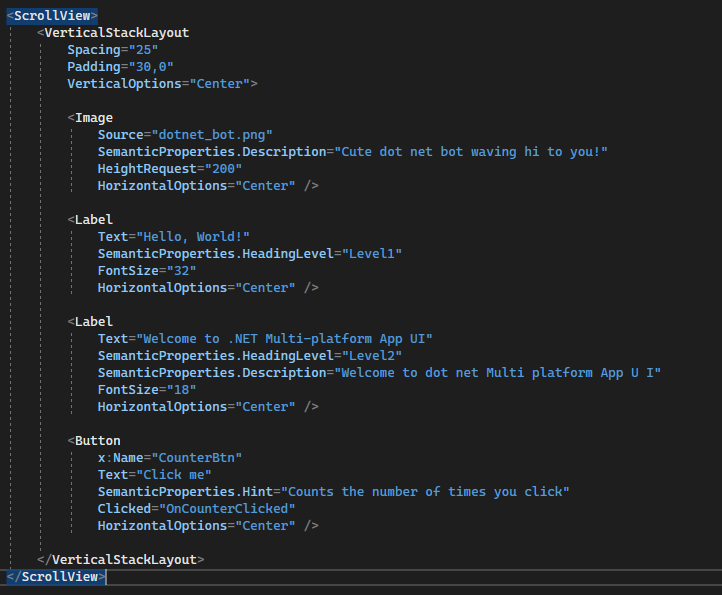 <ScrollView>
    <VerticalStackLayout
        Spacing="25"
        Padding="30,0"
        VerticalOptions="Center">

        <Image
            Source="dotnet_bot.png"
            SemanticProperties.Description="Cute dot net bot waving hi to you!"
            HeightRequest="200"
            HorizontalOptions="Center" />

        <Label
            Text="Hello, World!"
            SemanticProperties.HeadingLevel="Level1"
            FontSize="32"
            HorizontalOptions="Center" />

        <Label
            Text="Welcome to .NET Multi-platform App UI"
            SemanticProperties.HeadingLevel="Level2"
            SemanticProperties.Description="Welcome to dot net Multi platform App U I"
            FontSize="18"
            HorizontalOptions="Center" />

        <Button
            x:Name="CounterBtn"
            Text="Click me"
            SemanticProperties.Hint="Counts the number of times you click"
            Clicked="OnCounterClicked"
            HorizontalOptions="Center" />

    </VerticalStackLayout>
</ScrollView>